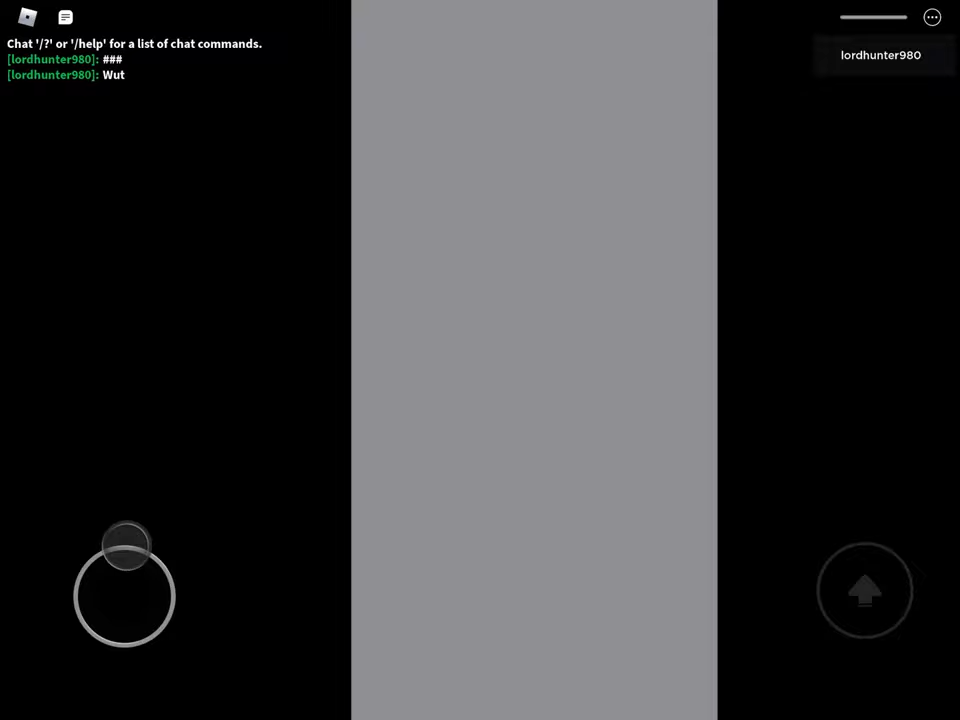 Chat '/?' or '/help' for a list of chat commands.
[lordhunter980]: ###
[lordhunter980]: Wut
lordhunter980